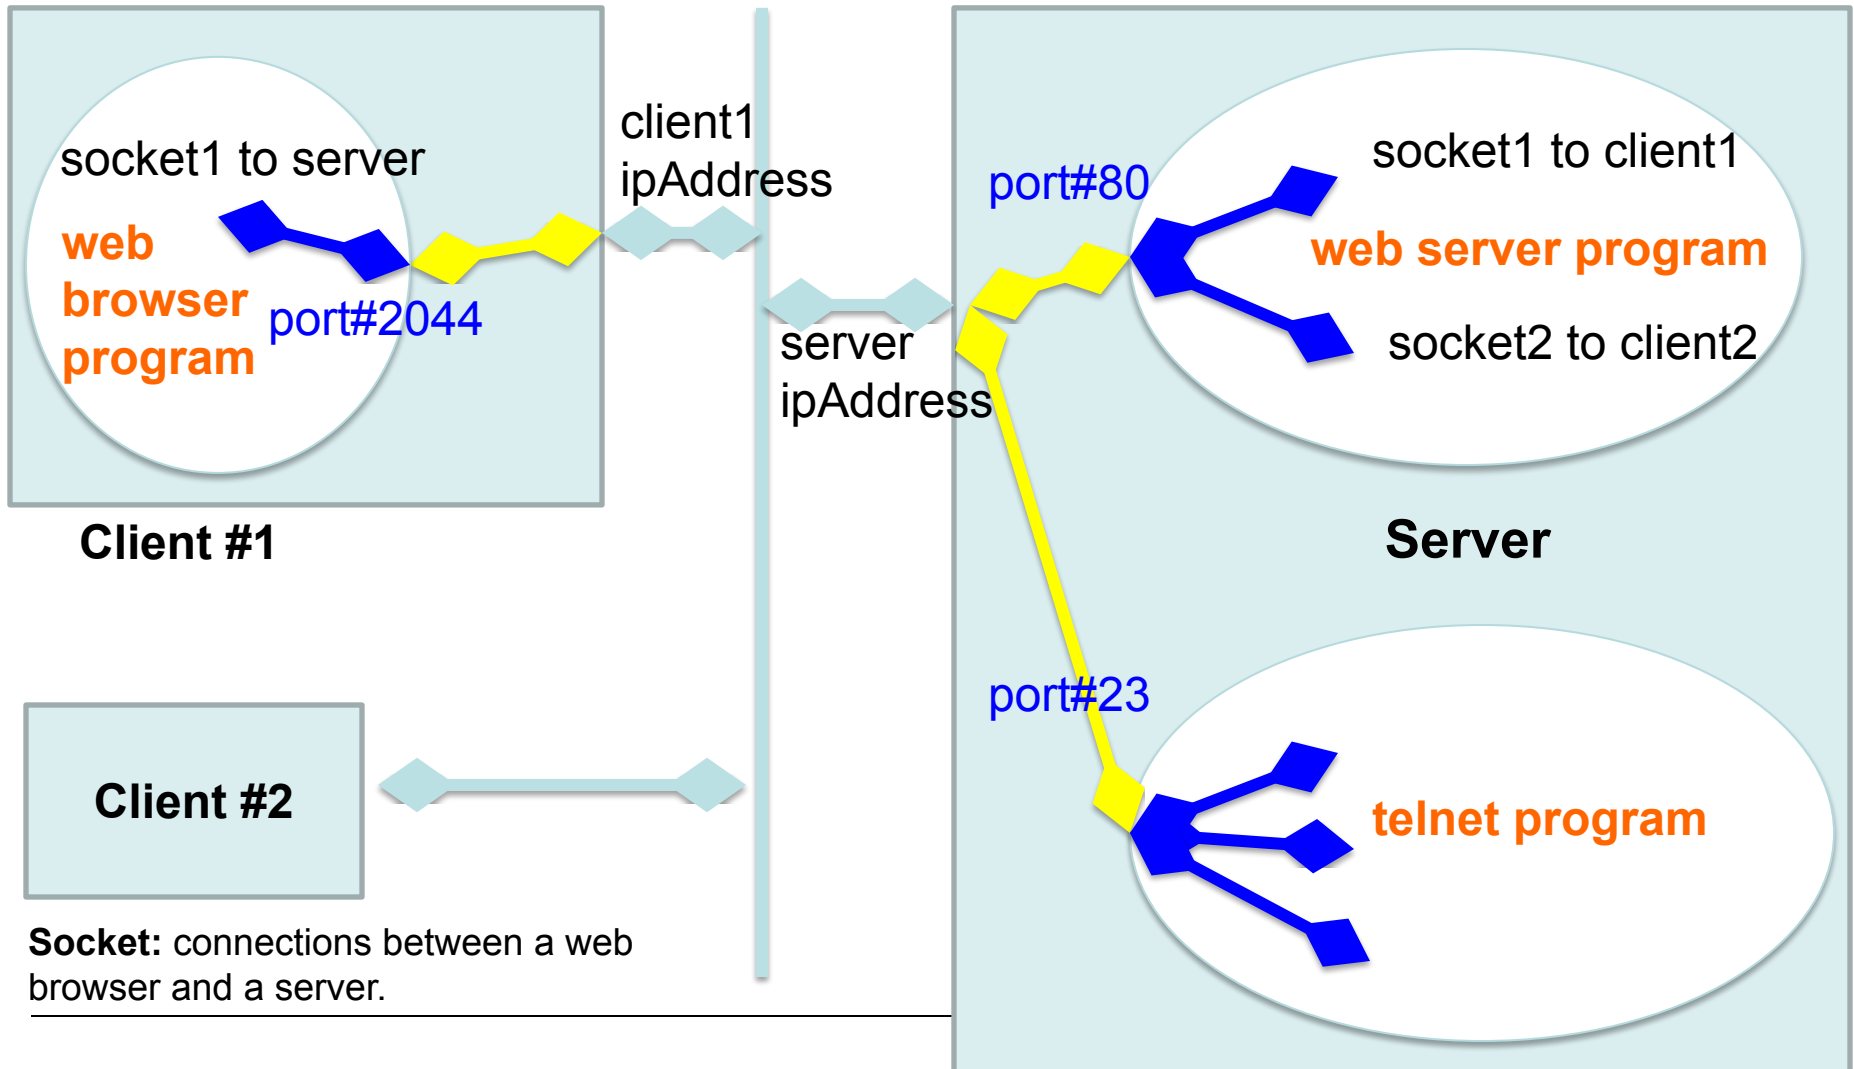 socket1 to server
web
browser
program
port#2044
client1
ipAddress
server
ipAddress
port#80
socket1 to client1
web server program
socket2 to client2
Client #1
Server
port#23
telnet program
Client #2
Socket: connections between a web
browser and a server.